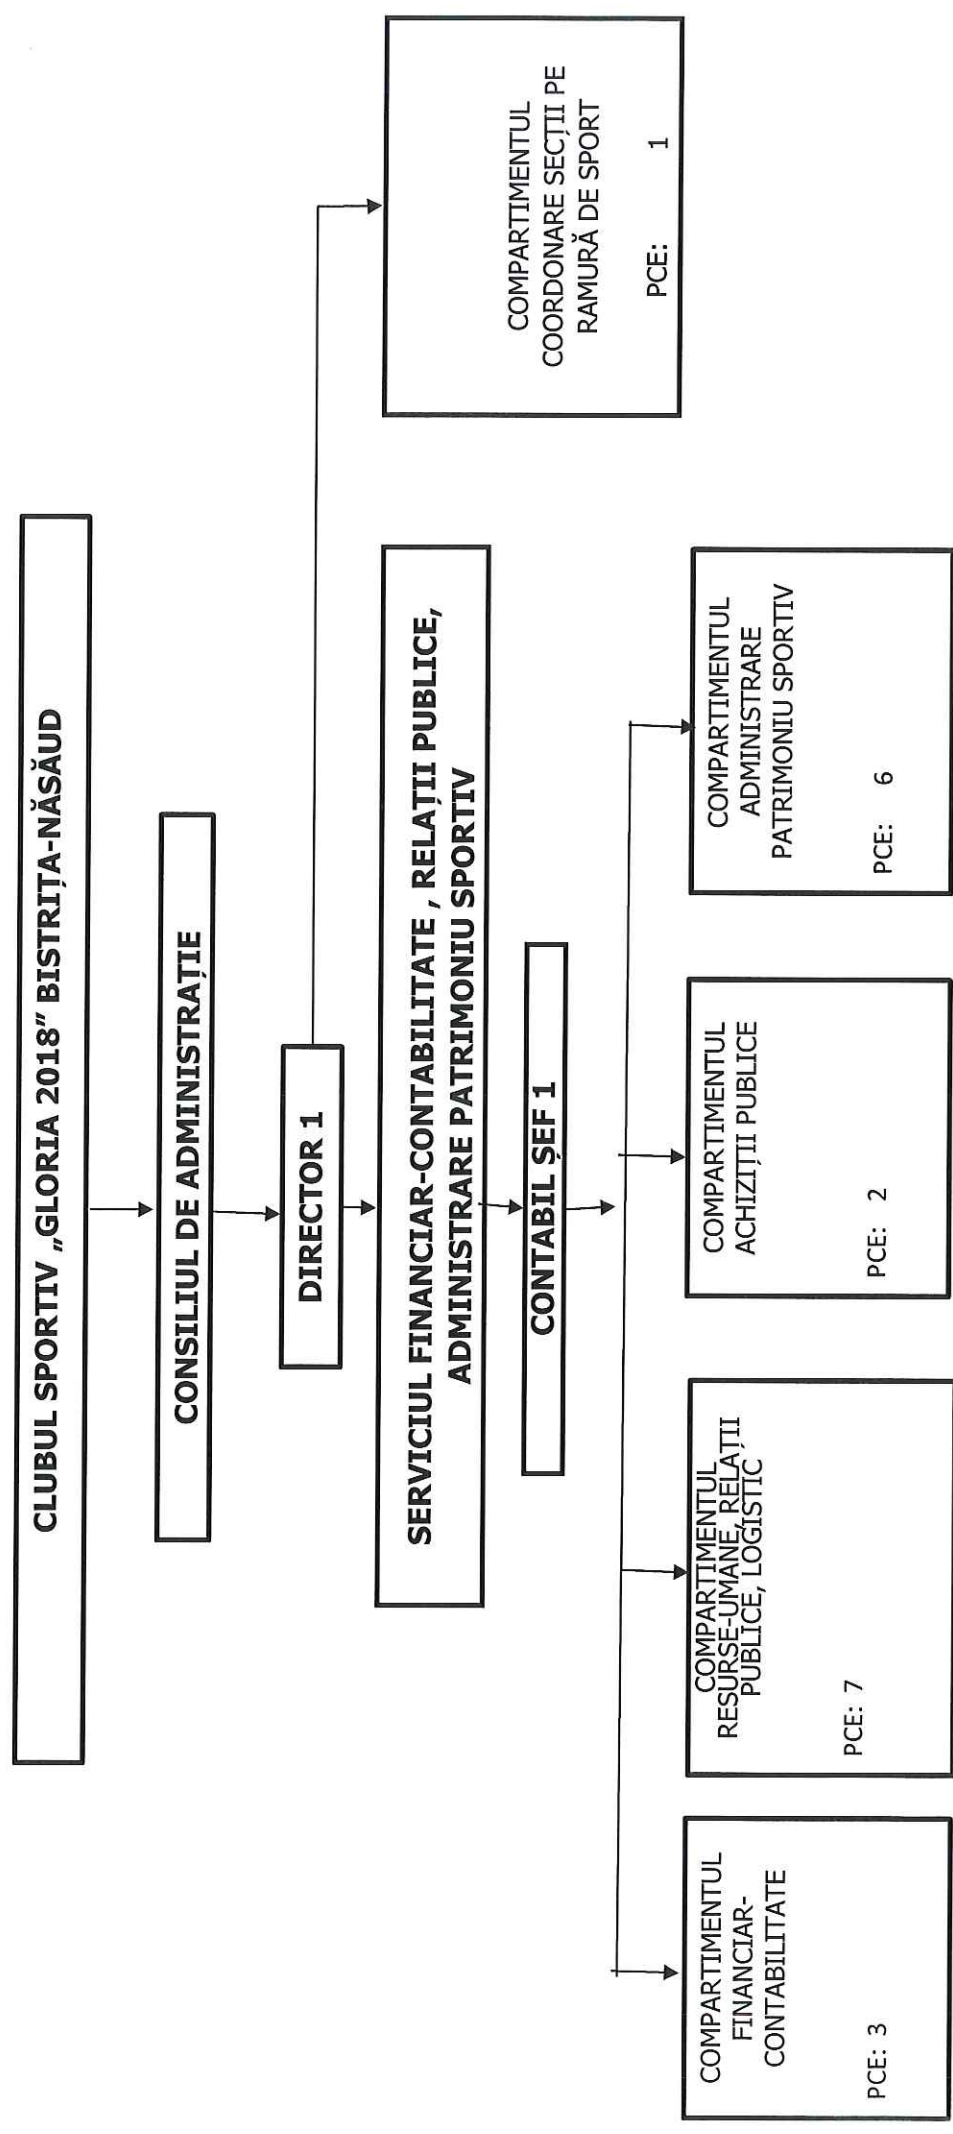 CLUBUL SPORTIV „GLORIA 2018” BISTRIȚA-NĂSĂUD
CONSILIUL DE ADMINISTRAȚIE
DIRECTOR 1
SERVICIUL FINANCIAR-CONTABILITATE , RELAȚII PUBLICE,
ADMINISTRARE PATRIMONIU SPORTIV
COMPARTIMENTUL
COORDONARE SECȚII PE
RAMURĂ DE SPORT
PCE: 1
CONTABIL ȘEF 1
COMPARTIMENTUL
FINANCIAR-
CONTABILITATE
PCE: 3
COMPARTIMENTUL
RESURSE-UMANE, RELAȚII
PUBLICE, LOGISTIC
PCE: 7
COMPARTIMENTUL
ACHIZIȚII PUBLICE
PCE: 2
COMPARTIMENTUL
ADMINISTRARE
PATRIMONIU SPORTIV
PCE: 6